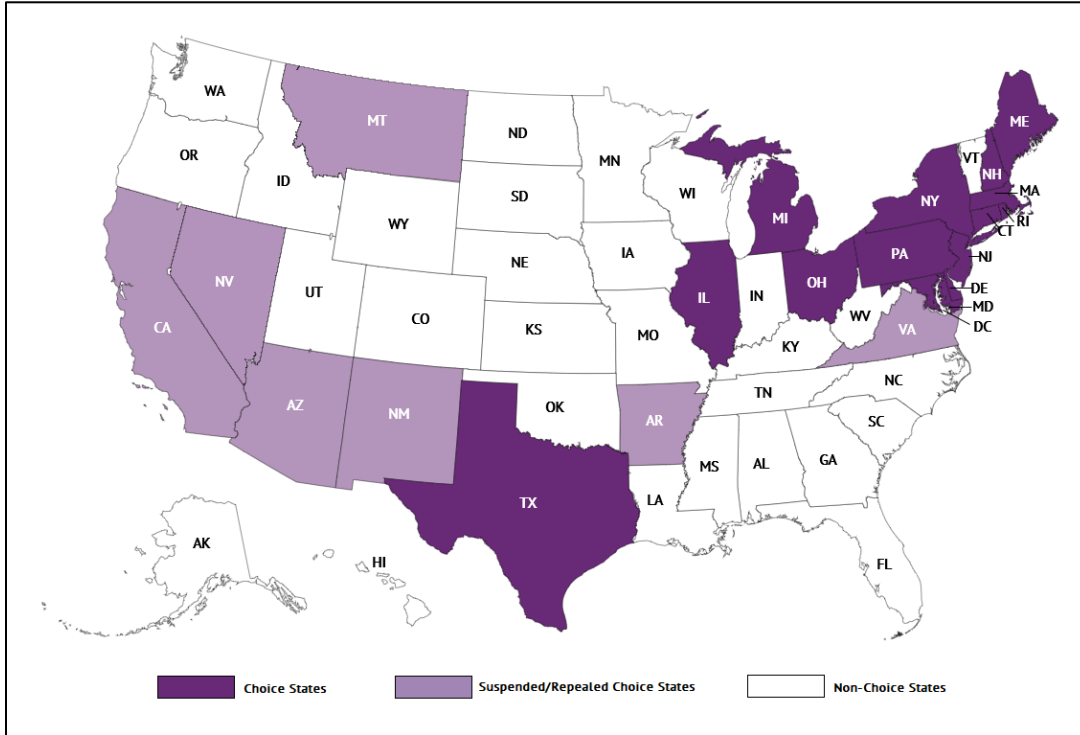 WA
MT
ND
MN
ME
OR
ID
SD
WI
VT
NH
MA
NY
RI
CT
WY
MI
IA
NE
PA
NJ
NV
UT
IL
IN
OH
DE
MD
DC
CA
CO
KS
MO
WV
VA
KY
AZ
NM
OK
AR
TN
NC
SC
MS
AL
GA
TX
LA
AK
HI
FL
Choice States
Suspended/Repealed Choice States
Non-Choice States